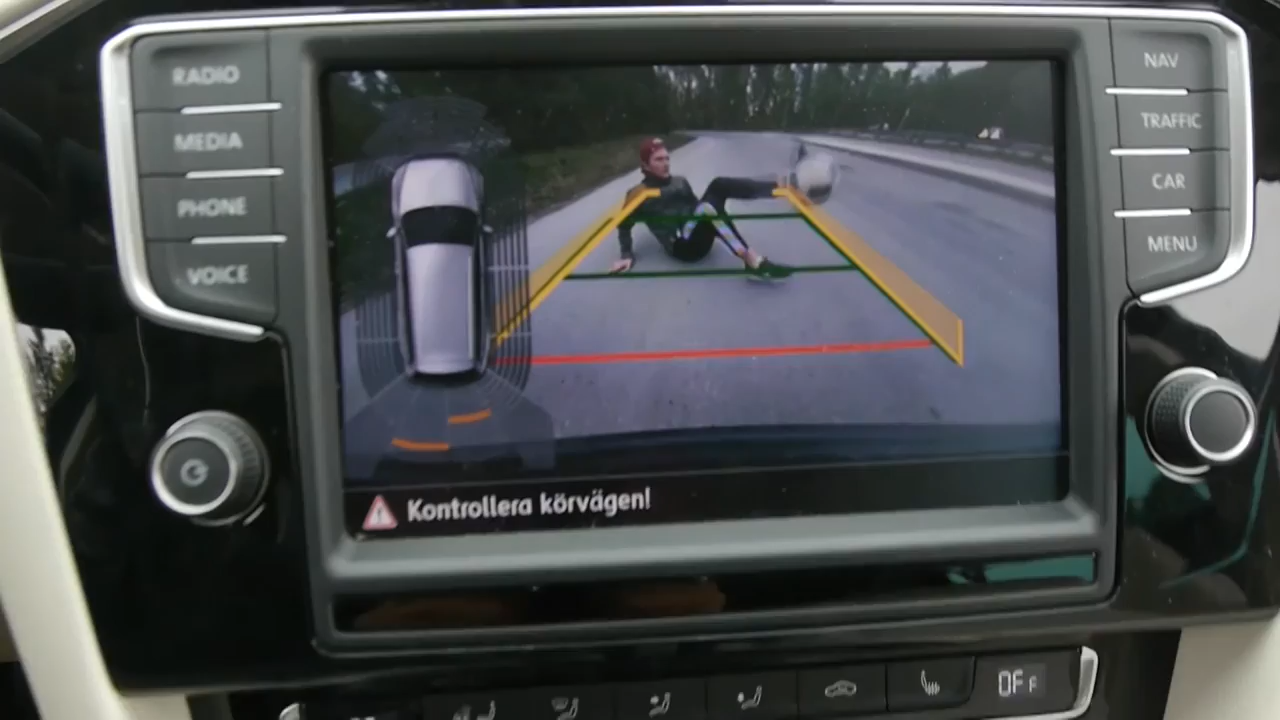 RADIO
MEDIA
PHONE
VOICE
NAV
TRAFFIC
CAR
MENU
Kontrollera körvägen!
OFF